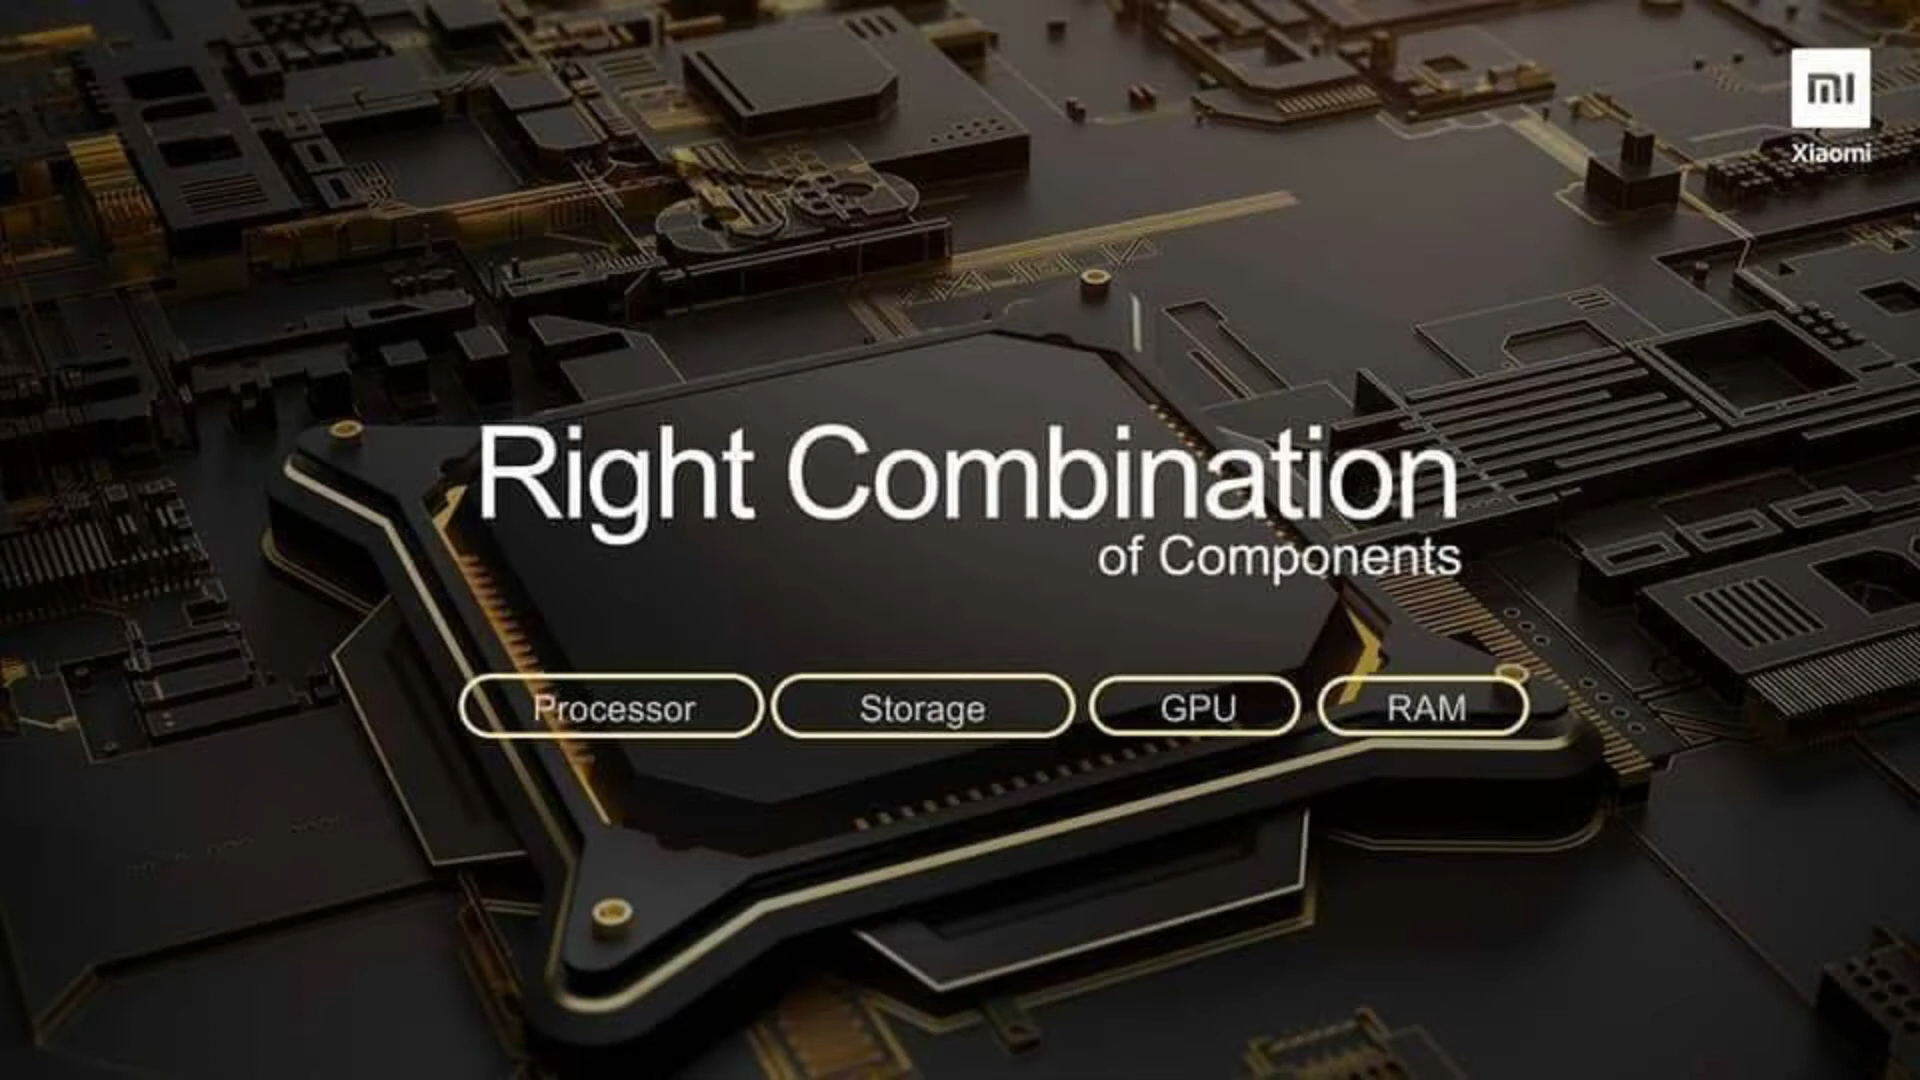 mi
Xiaomi
Right Combination
of Components
Processor
Storage
GPU
RAM